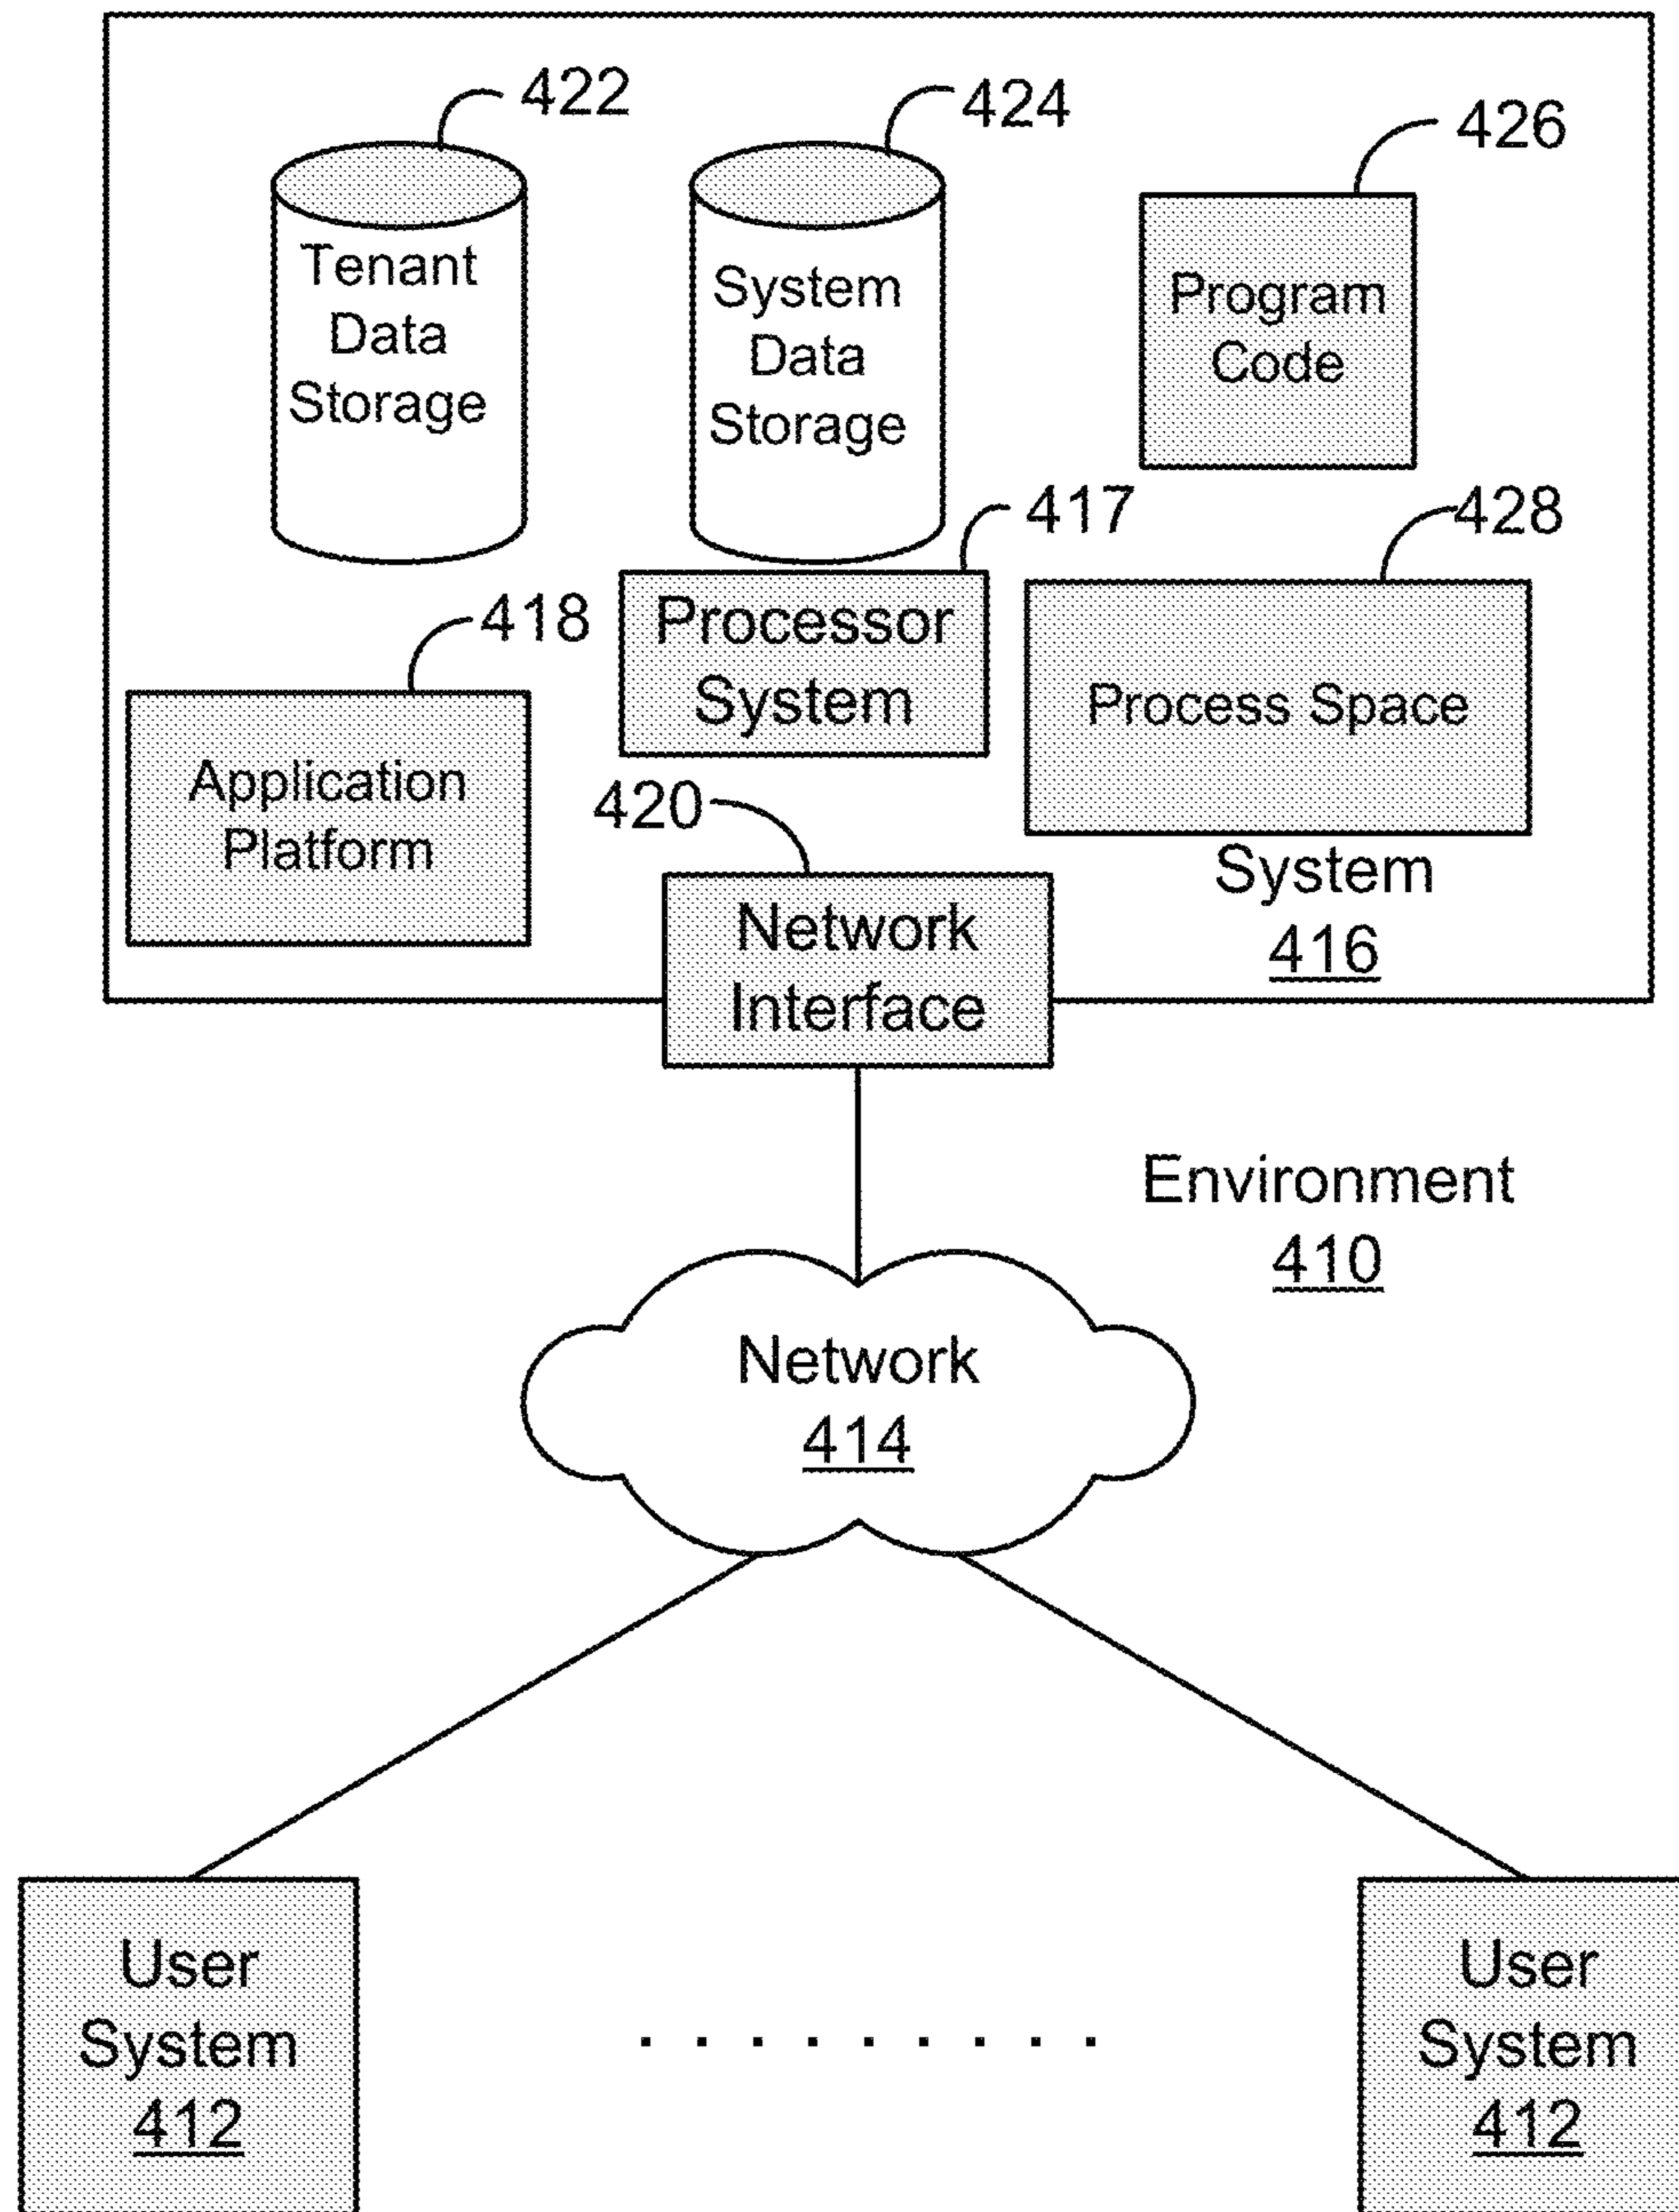 422
424
426
Tenant
Data
Storage
System
Data
Storage
Program
Code
417
428
418
Processor
System
Process Space
Application
Platform
420
System
416
Network
Interface
Environment
410
Network
414
User
System
412
........
User
System
412